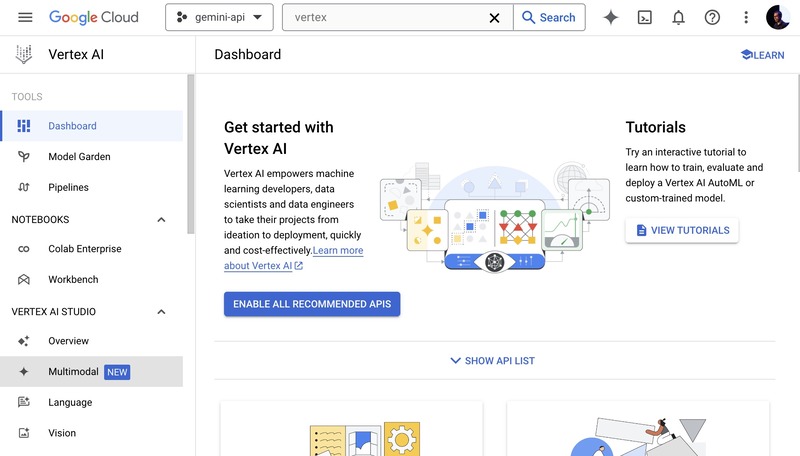 Google Cloud
gemini-api
vertex
Search
Vertex AI
Dashboard
LEARN
TOOLS
Dashboard
Model Garden
Pipelines
NOTEBOOKS
Colab Enterprise
Workbench
VERTEX AI STUDIO
Overview
Multimodal NEW
Language
Vision
Get started with
Vertex AI
Vertex AI empowers machine
learning developers, data
scientists and data engineers
to take their projects from
ideation to deployment, quickly
and cost-effectively.Learn more
about Vertex AI
ENABLE ALL RECOMMENDED APIS
Tutorials
Try an interactive tutorial to
learn how to train, evaluate and
deploy a Vertex AI AutoML or
custom-trained model.
VIEW TUTORIALS
SHOW API LIST